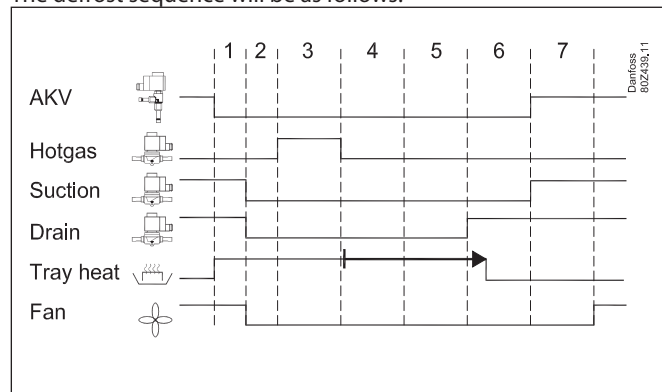 The defrost sequence will be as follows:
1 2 3 4 5 6 7
Danfoss
80Z439.11
AKV
Hotgas
Suction
Drain
Tray heat
Fan